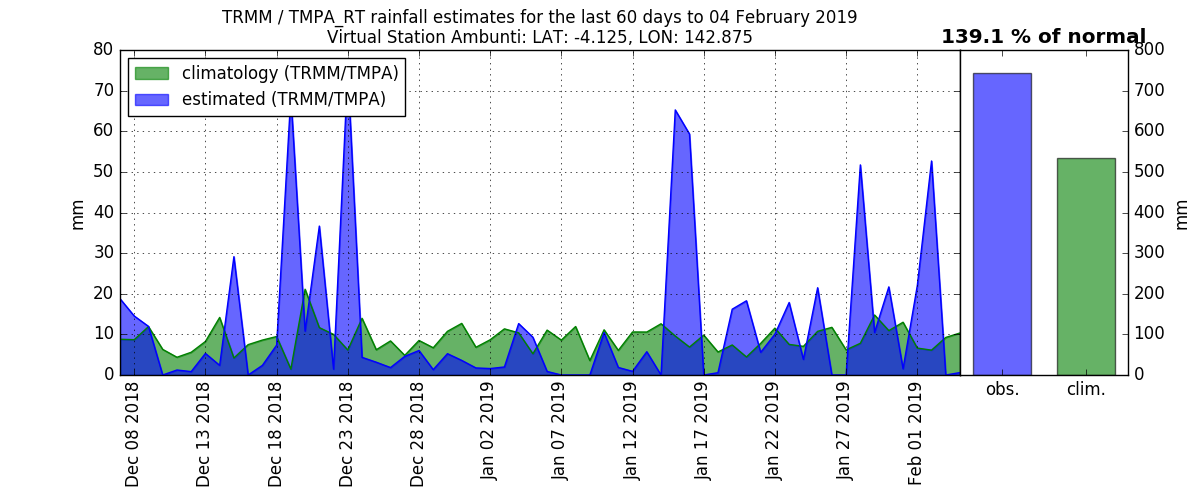 TRMM / TMPA_RT rainfall estimates for the last 60 days to 04 February 2019
Virtual Station Ambunti: LAT: -4.125, LON: 142.875
139.1 % of normal
climatology (TRMM/TMPA)
estimated (TRMM/TMPA)
80
70
60
50
40
30
20
10
0
mm
800
700
600
500
400
300
200
100
0
mm
Dec 08 2018
Dec 13 2018
Dec 18 2018
Dec 23 2018
Dec 28 2018
Jan 02 2019
Jan 07 2019
Jan 12 2019
Jan 17 2019
Jan 22 2019
Jan 27 2019
Feb 01 2019
obs.
clim.